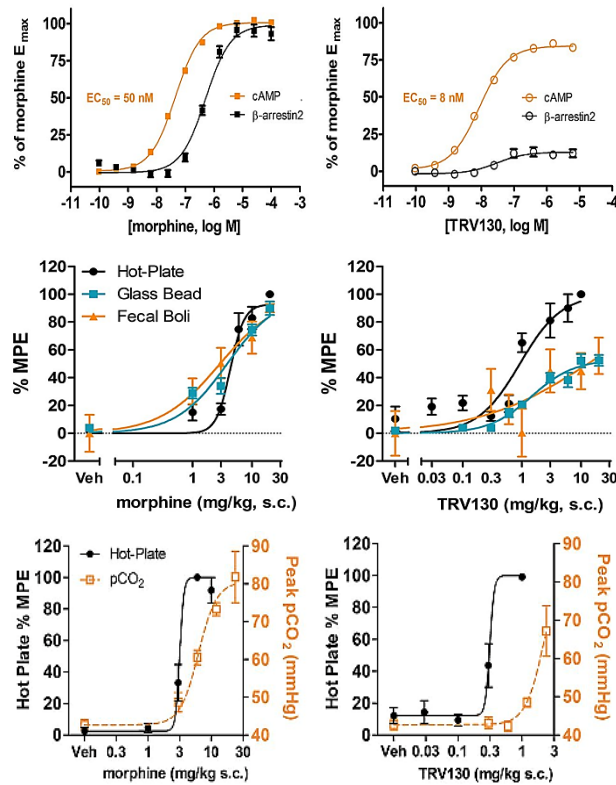 % of morphine Emax
100
50
0
EC50 = 50 nM
cAMP
β-arrestin2
-11 -10 -9 -8 -7 -6 -5 -4 -3
[morphine, log M]
% of morphine Emax
100
50
0
EC50 = 8 nM
cAMP
β-arrestin2
-11 -10 -9 -8 -7 -6 -5 -4
[TRV130, log M]
% MPE
120
100
80
60
40
20
0
-20
Hot-Plate
Glass Bead
Fecal Boli
Veh 0.1 1 3 10 30
morphine (mg/kg, s.c.)
% MPE
120
100
80
60
40
20
0
-20
Veh 0.03 0.1 0.3 1 3 10 30
TRV130 (mg/kg, s.c.)
Hot Plate % MPE
120
100
80
60
40
20
0
Hot-Plate
pCO2
90
80
70
60
50
40
Peak pCO2 (mmHg)
Veh 0.3 1 3 10 30
morphine (mg/kg s.c.)
Hot Plate % MPE
120
100
80
60
40
20
0
90
80
70
60
50
40
Peak pCO2 (mmHg)
Veh 0.03 0.1 0.3 1 3
TRV130 (mg/kg s.c.)